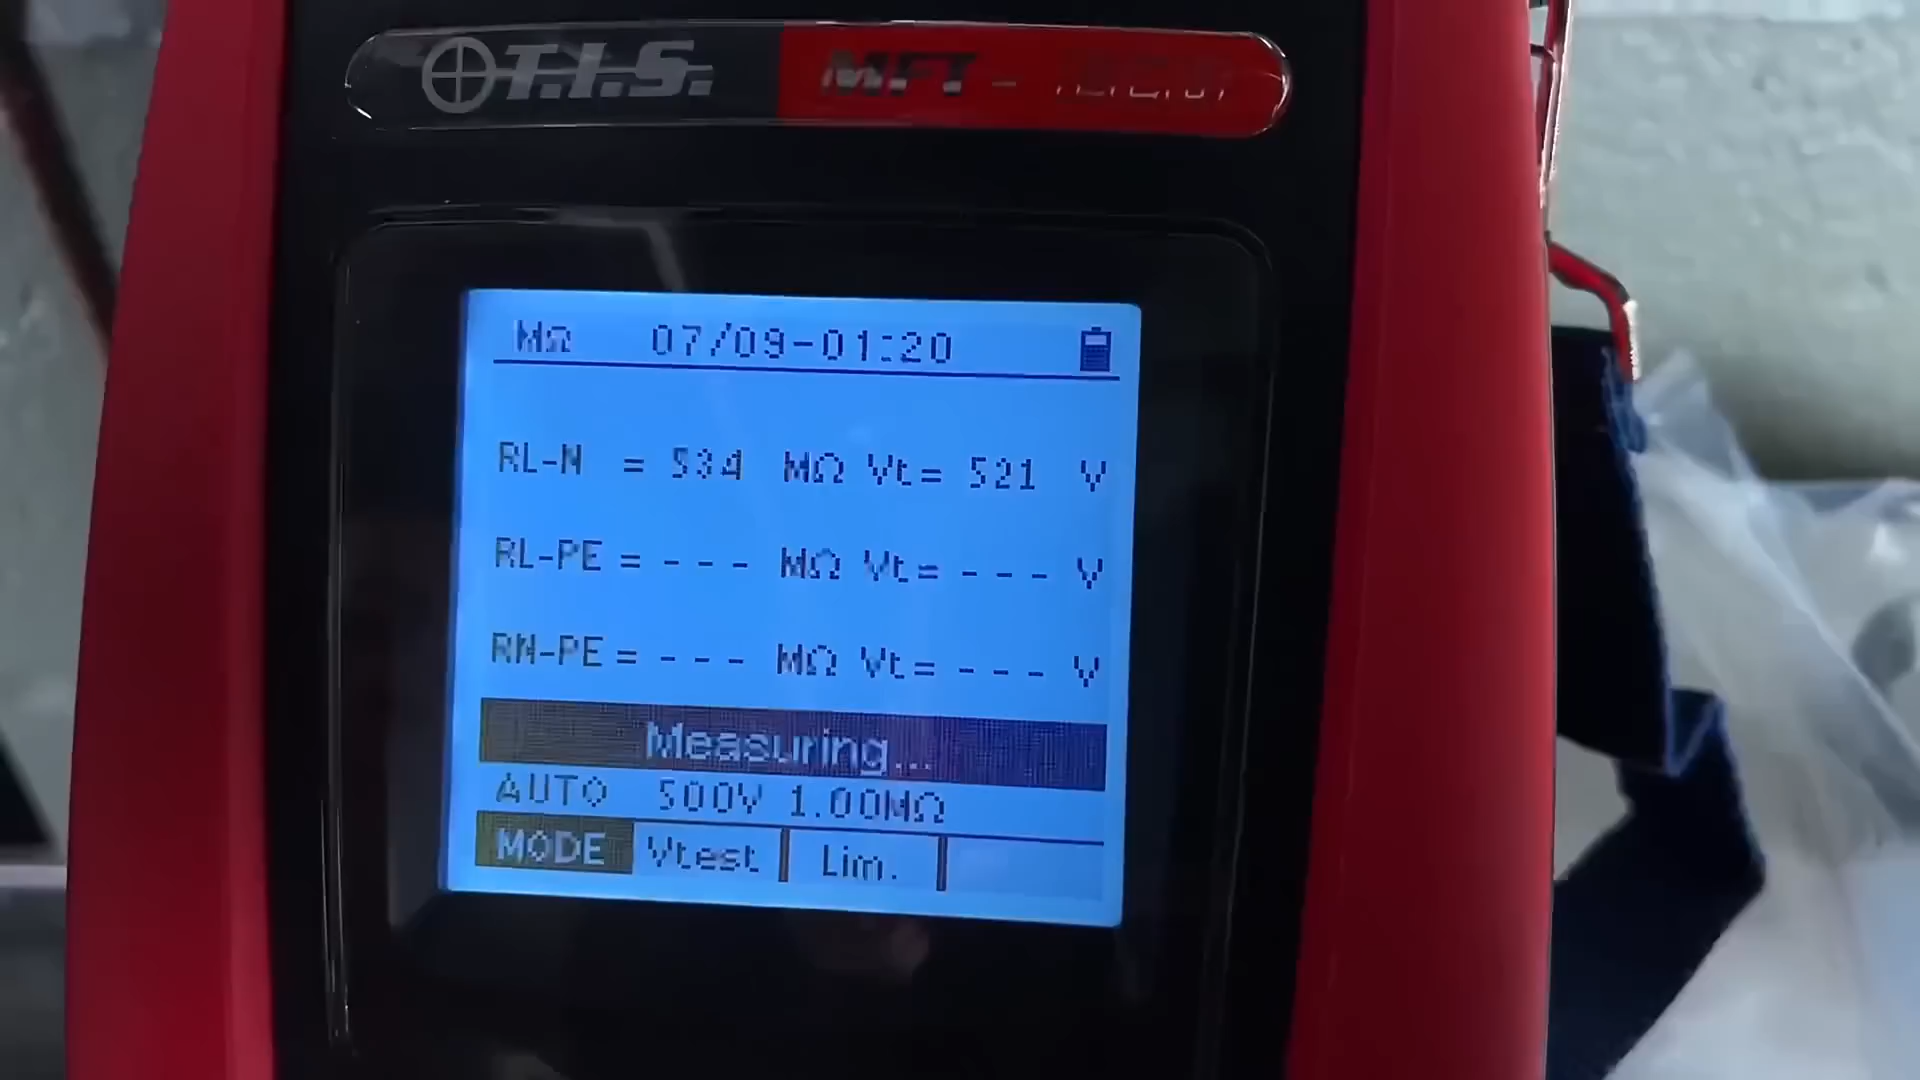 T.I.S. MFT -
MΩ 07/09-01:20
RL-N = 534 MΩ Vt= 521 V
RL-PE = - - - MΩ Vt= - - - V
RN-PE = - - - MΩ Vt= - - - V
Measuring...
AUTO 500V 1.00MΩ
MODE Vtest Lim.